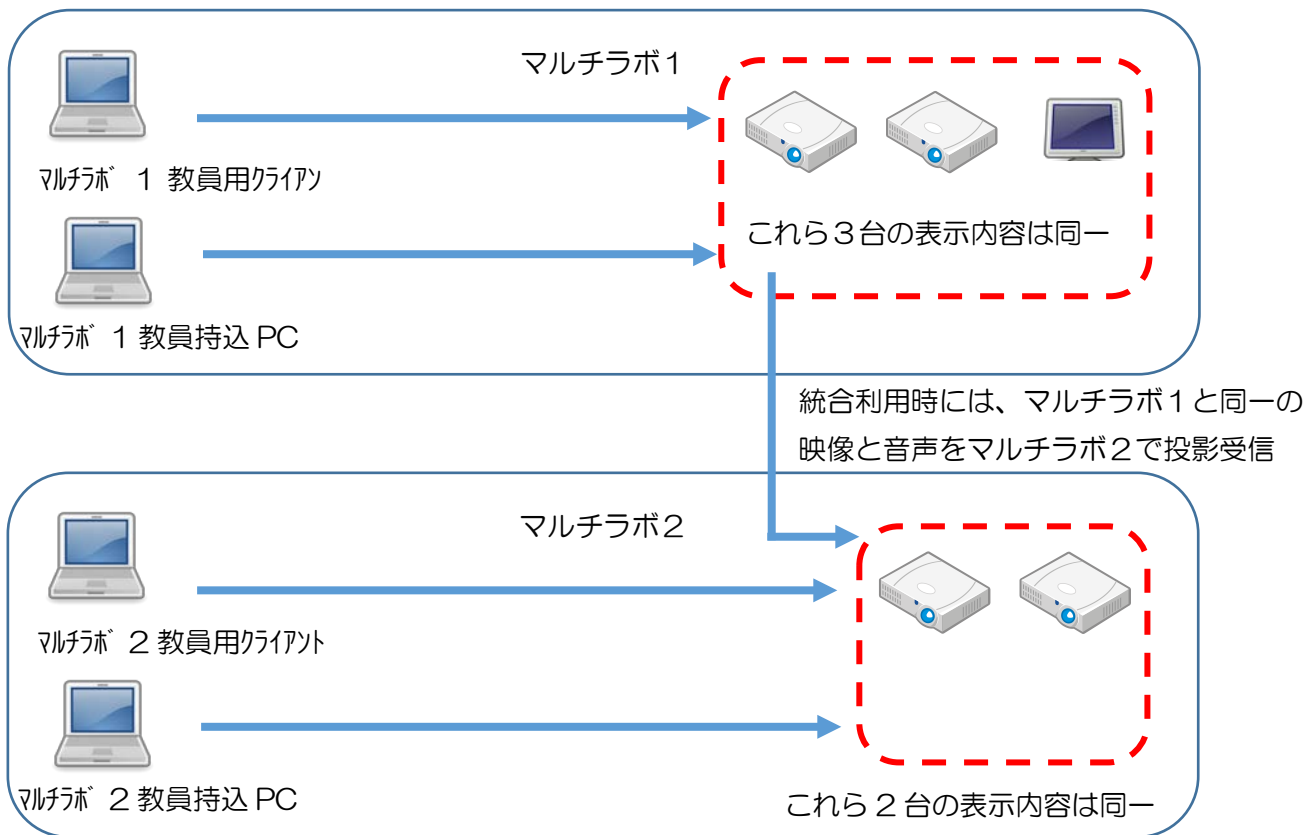 マルチラボ1
ﾏﾙﾁﾗﾎﾞ 1 教員用ｸﾗｲｱﾝ
これら3台の表示内容は同一
ﾏﾙﾁﾗﾎﾞ 1 教員持込 PC
統合利用時には、マルチラボ1と同一の
映像と音声をマルチラボ2で投影受信
マルチラボ2
ﾏﾙﾁﾗﾎﾞ 2 教員用ｸﾗｲｱﾝﾄ
ﾏﾙﾁﾗﾎﾞ 2 教員持込 PC
これら 2 台の表示内容は同一